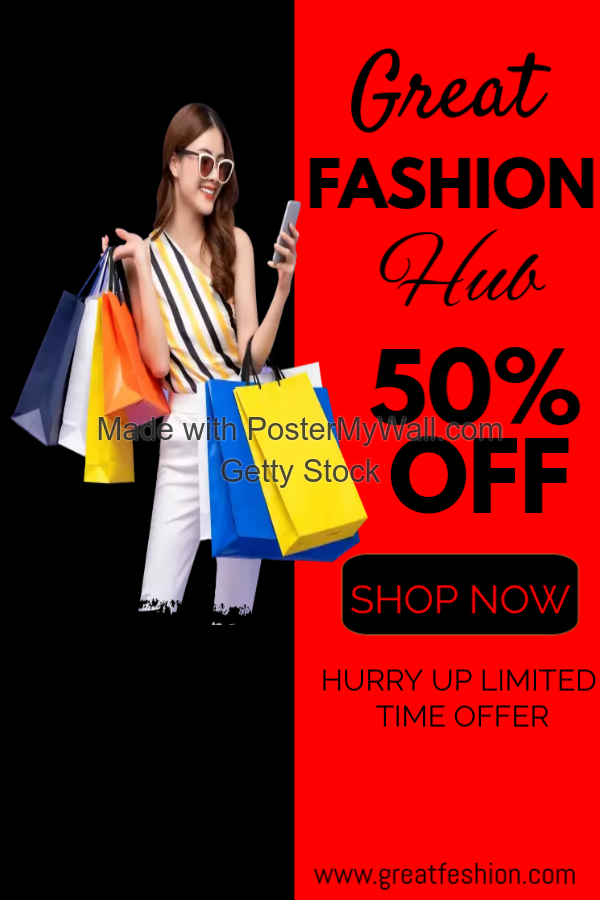 Great
FASHION
Hub
50%
OFF
Made with PosterMyWall.com
Getty Stock
SHOP NOW
HURRY UP LIMITED
TIME OFFER
www.greatfeshion.com